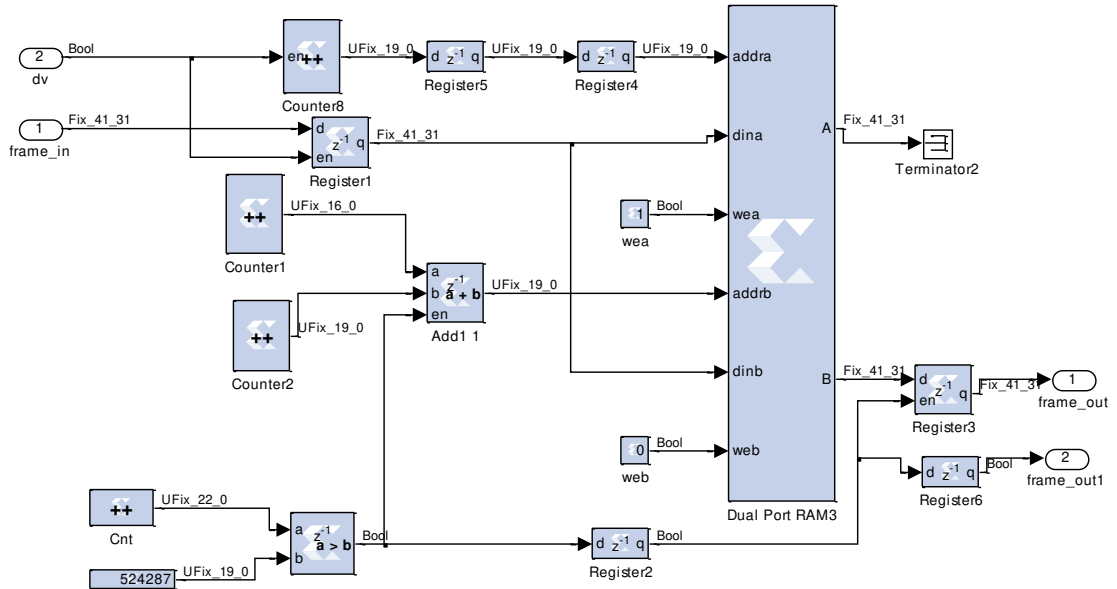 2
dv
Bool
en
++
Counter8
UFix_19_0
d z-1 q
Register5
UFix_19_0
d z-1 q
Register4
UFix_19_0
addra
1
frame_in
Fix_41_31
d
en
z-1 q
Register1
Fix_41_31
dina
A
Fix_41_31
Terminator2
++
Counter1
UFix_16_0
1
wea
Bool
wea
++
Counter2
UFix_19_0
a
b
en
z-1
a + b
Add1 1
UFix_19_0
addrb
dinb
B
Fix_41_31
d
en
z-1 q
Register3
Fix_41_31
1
frame_out
0
web
Bool
web
Dual Port RAM3
d z-1 q
Register6
Bool
2
frame_out1
++
Cnt
UFix_22_0
524287
UFix_19_0
a
b
z-1
a > b
Bool
d z-1 q
Register2
Bool